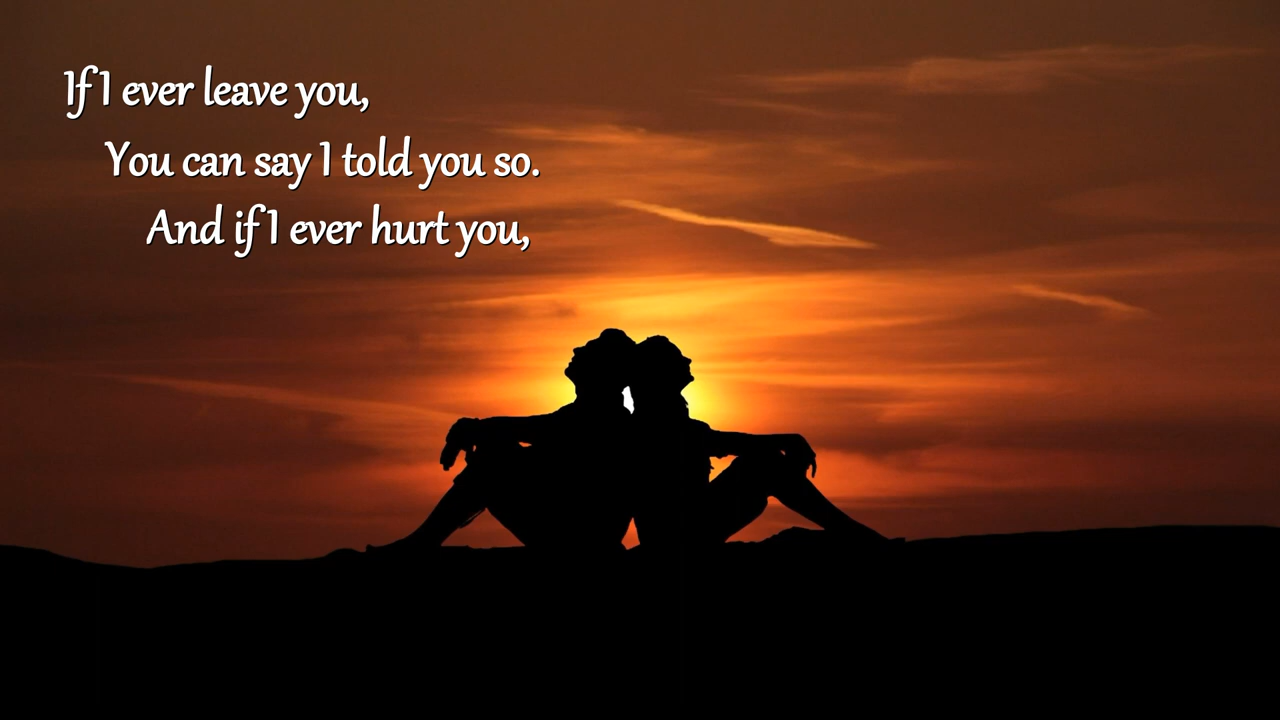 If I ever leave you,
You can say I told you so.
And if I ever hurt you,